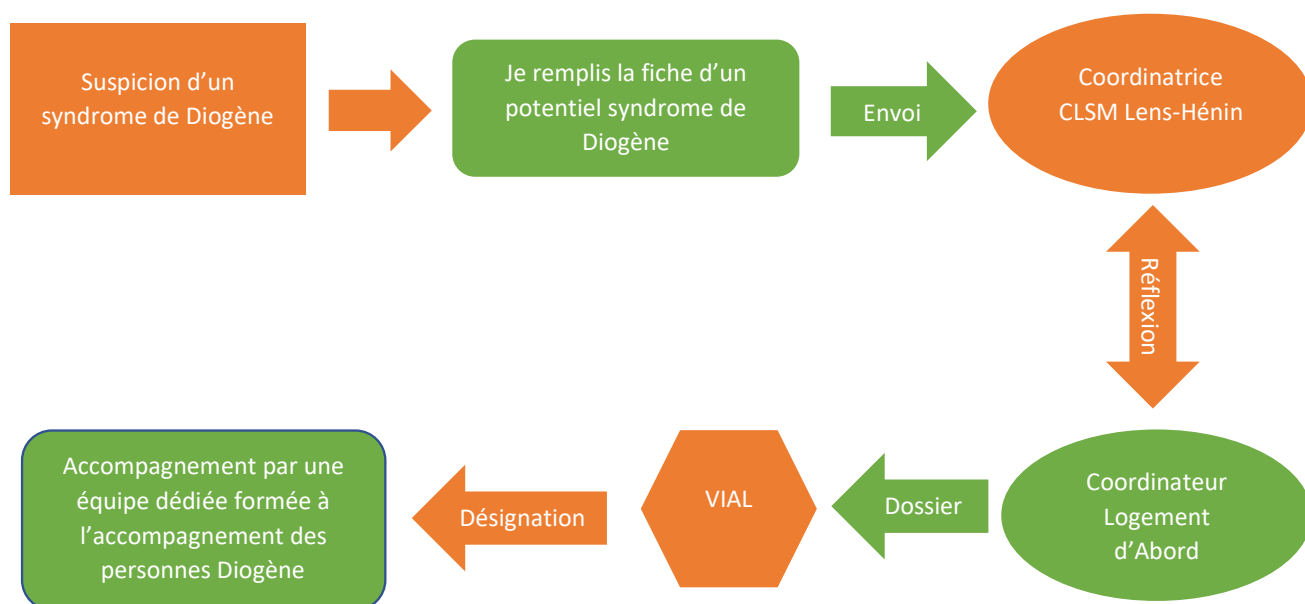 Suspicion d’un
syndrome de Diogène
Je remplis la fiche d’un
potentiel syndrome de
Diogène
Envoi
Coordinatrice
CLSM Lens-Hénin
Réflexion
Coordinateur
Logement
d’Abord
Dossier
VIAL
Désignation
Accompagnement par une
équipe dédiée formée à
l’accompagnement des
personnes Diogène